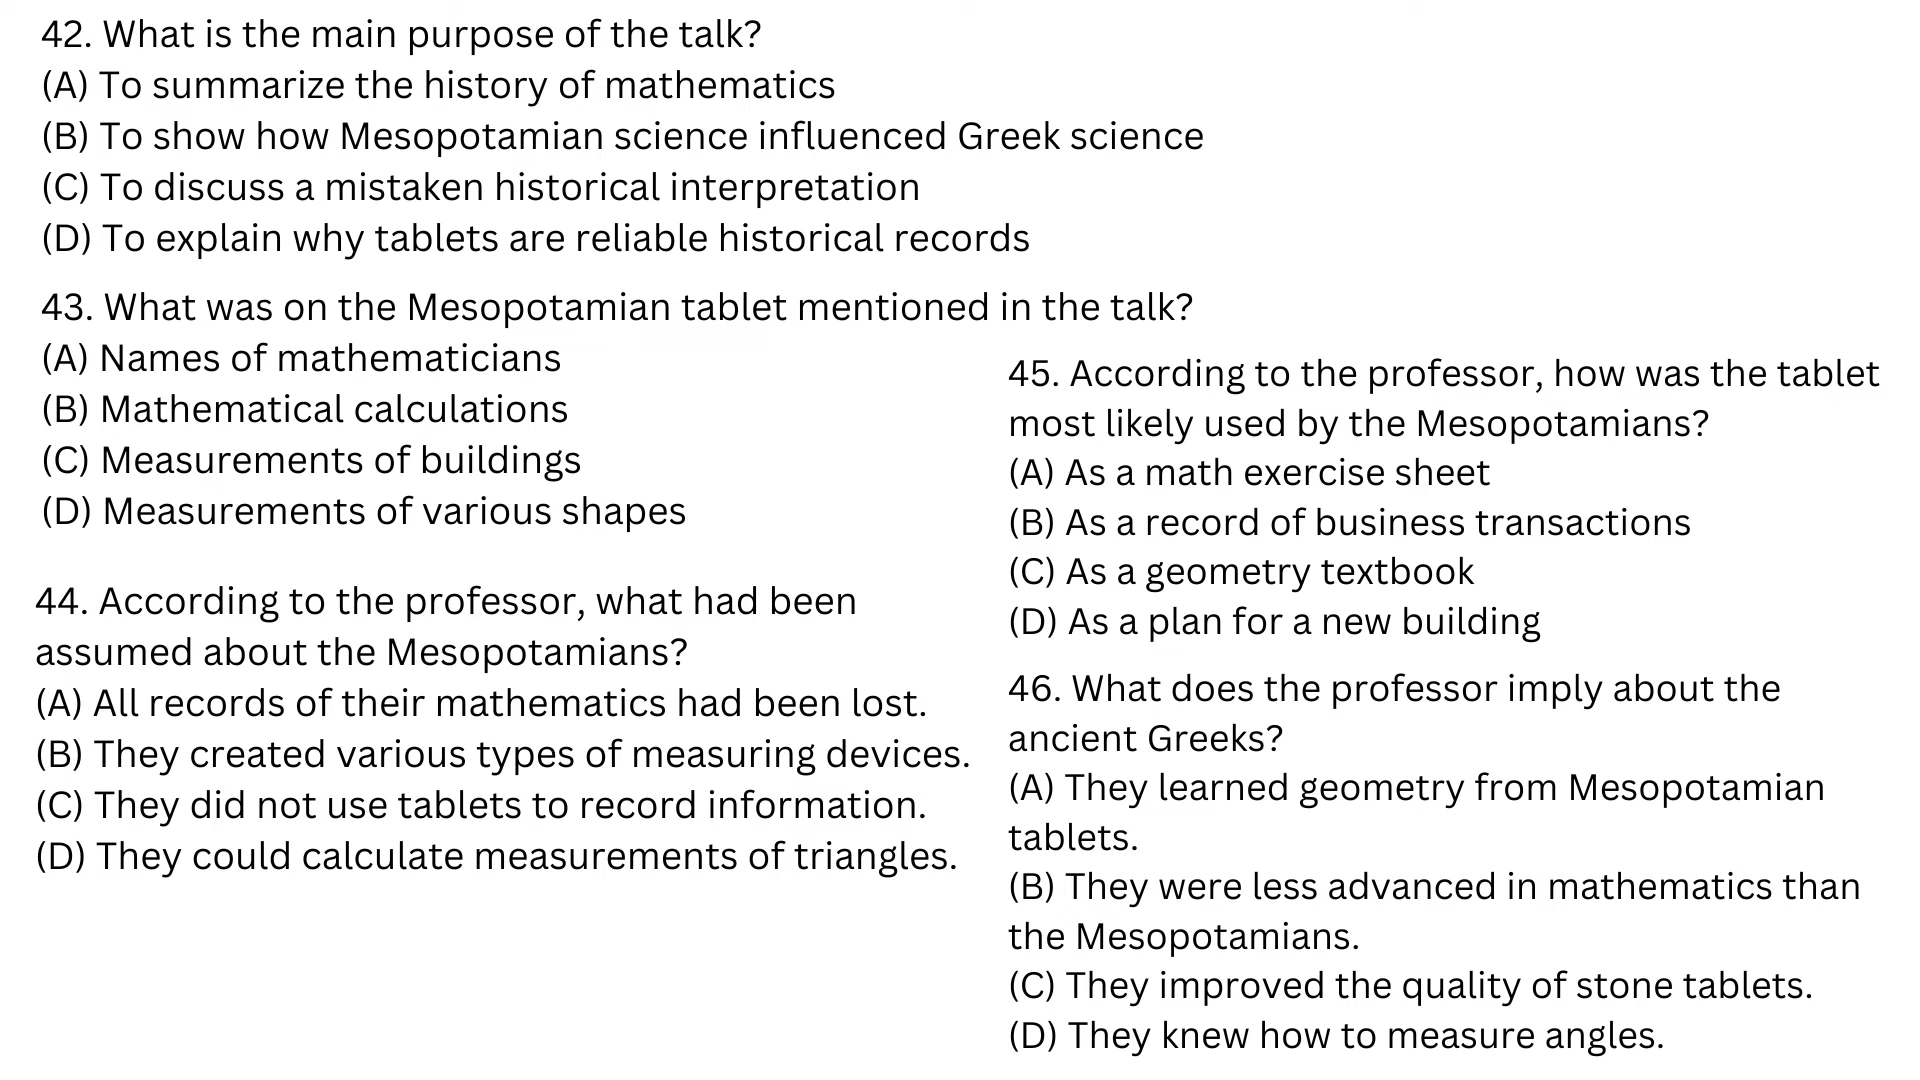 42. What is the main purpose of the talk?
(A) To summarize the history of mathematics
(B) To show how Mesopotamian science influenced Greek science
(C) To discuss a mistaken historical interpretation
(D) To explain why tablets are reliable historical records
43. What was on the Mesopotamian tablet mentioned in the talk?
(A) Names of mathematicians
(B) Mathematical calculations
(C) Measurements of buildings
(D) Measurements of various shapes
44. According to the professor, what had been
assumed about the Mesopotamians?
(A) All records of their mathematics had been lost.
(B) They created various types of measuring devices.
(C) They did not use tablets to record information.
(D) They could calculate measurements of triangles.
45. According to the professor, how was the tablet
most likely used by the Mesopotamians?
(A) As a math exercise sheet
(B) As a record of business transactions
(C) As a geometry textbook
(D) As a plan for a new building
46. What does the professor imply about the
ancient Greeks?
(A) They learned geometry from Mesopotamian
tablets.
(B) They were less advanced in mathematics than
the Mesopotamians.
(C) They improved the quality of stone tablets.
(D) They knew how to measure angles.